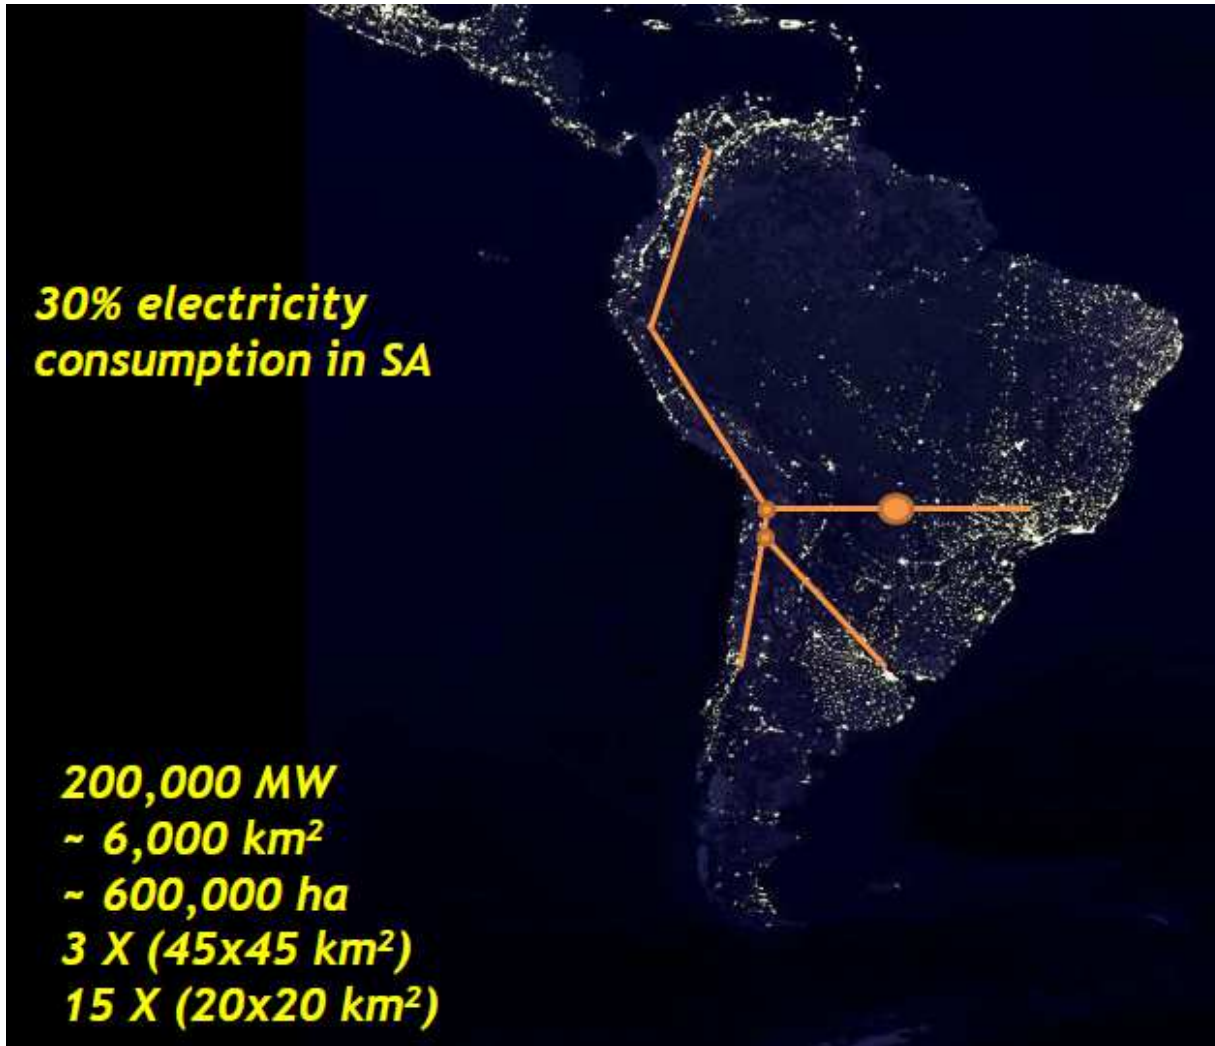 30% electricity
consumption in SA
200,000 MW
~ 6,000 km²
~ 600,000 ha
3 X (45x45 km²)
15 X (20x20 km²)